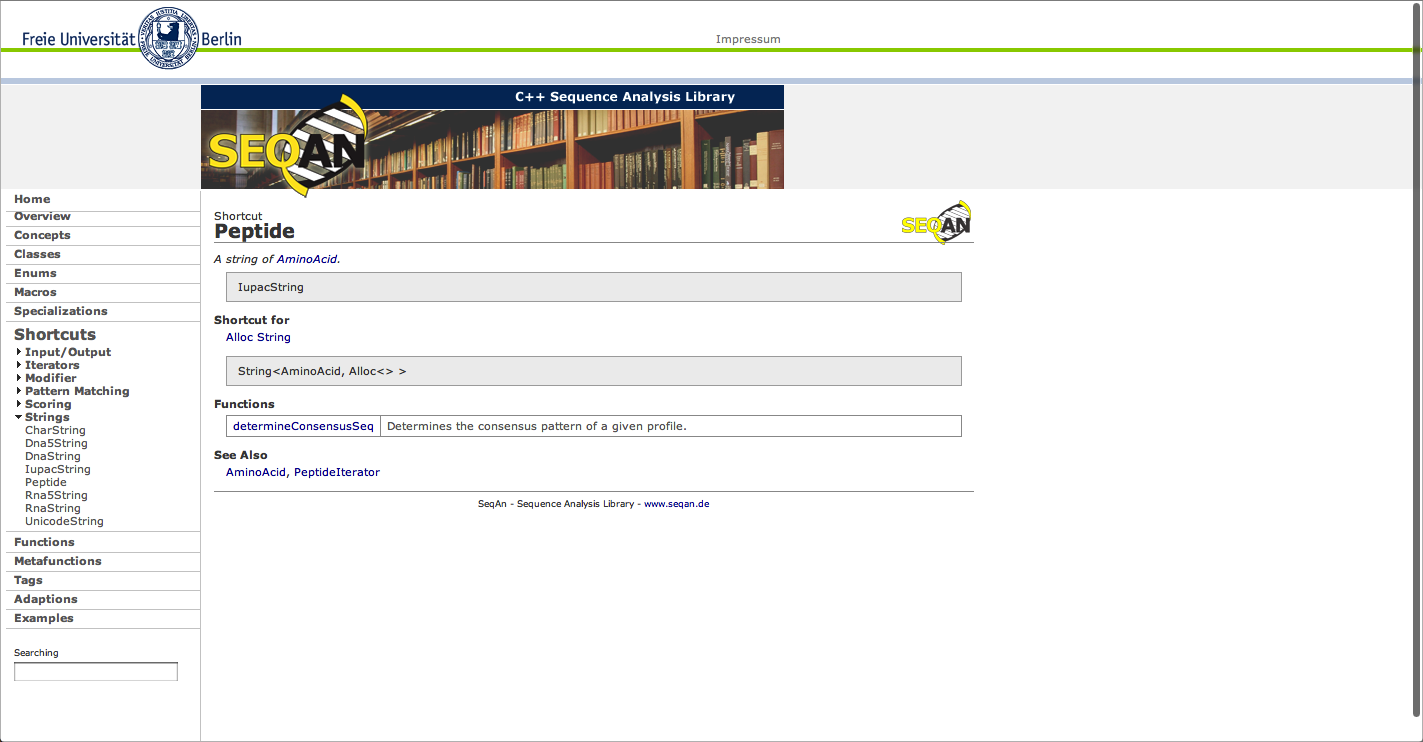 Freie Universität Berlin
Impressum
C++ Sequence Analysis Library
SEQAN
Home
Overview
Concepts
Classes
Enums
Macros
Specializations
Shortcuts
Input/Output
Iterators
Modifier
Pattern Matching
Scoring
Strings
CharString
Dna5String
DnaString
IupacString
Peptide
Rna5String
RnaString
UnicodeString
Functions
Metafunctions
Tags
Adaptions
Examples
Searching
Shortcut
Peptide
SEQAN
A string of AminoAcid.
IupacString
Shortcut for
Alloc String
String<AminoAcid, Alloc<> >
Functions
determineConsensusSeq Determines the consensus pattern of a given profile.
See Also
AminoAcid, PeptideIterator
SeqAn - Sequence Analysis Library - www.seqan.de